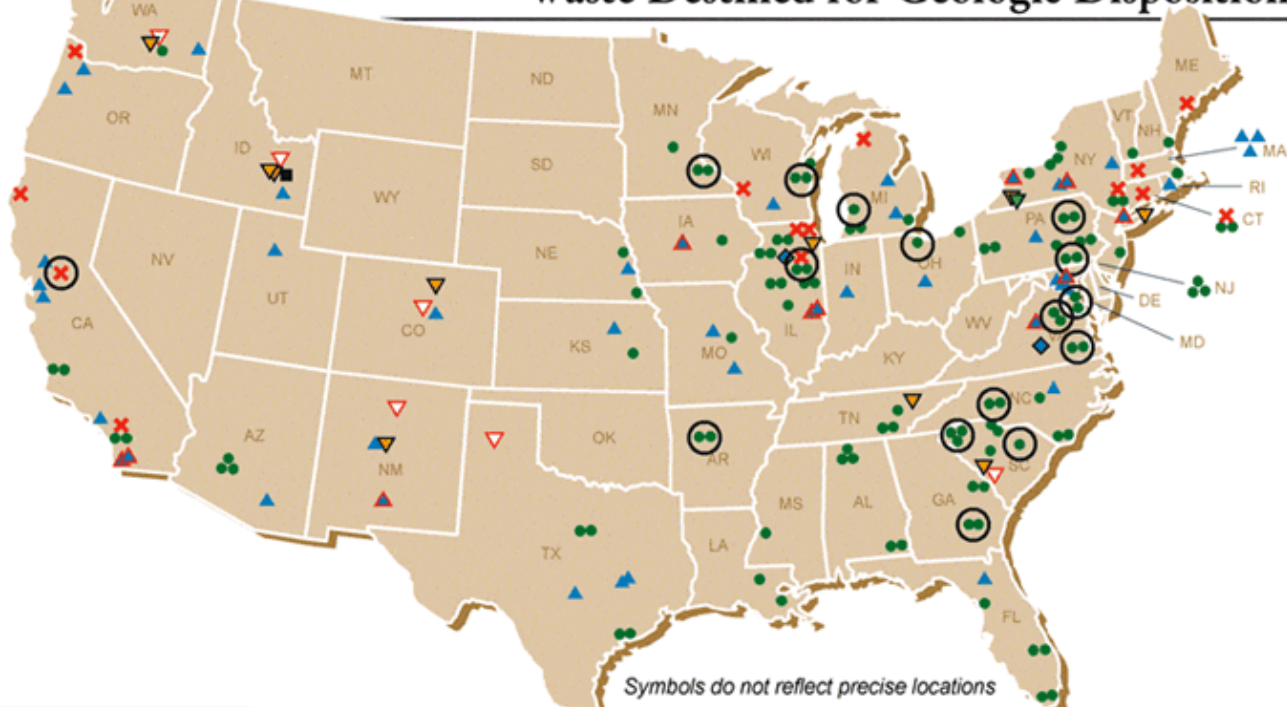 Waste Destined for Geologic Disposition
WA
MT
ND
MN
ME
OR
ID
SD
WI
VT
NH
NY
MA
WY
MI
RI
IA
PA
CT
NV
NE
OH
NJ
UT
IN
DE
CA
CO
IL
WV
MD
KS
MO
KY
NC
TN
AZ
OK
AR
NM
SC
MS
AL
GA
LA
TX
FL
Symbols do not reflect precise locations